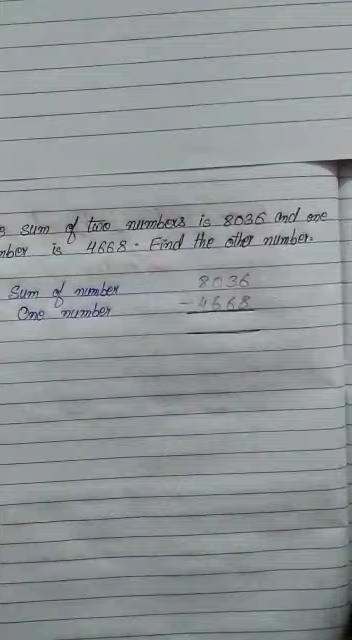 sum of two numbers is 8036 and one
is 4668. Find the other number.
Sum of number 8036
One number - 4668